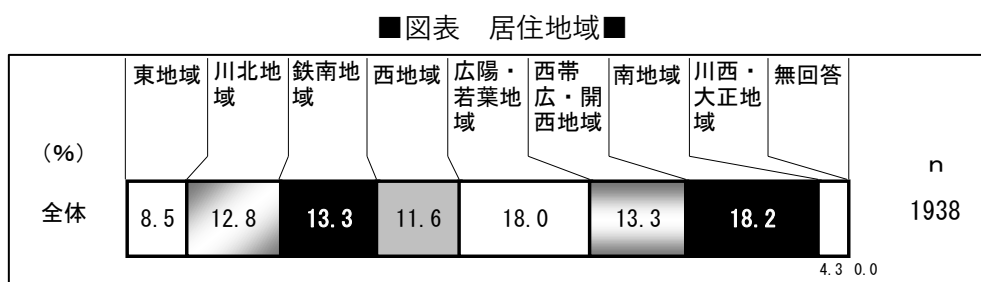 ■図表　居住地域■
東地域
川北地
域
鉄南地
域
西地域
広陽・
若葉地
域
西帯
広・開
西地域
南地域
川西・
大正地
域
無回答
（％）
n
全体
8.5
12.8
13.3
11.6
18.0
13.3
18.2
1938
4.3
0.0